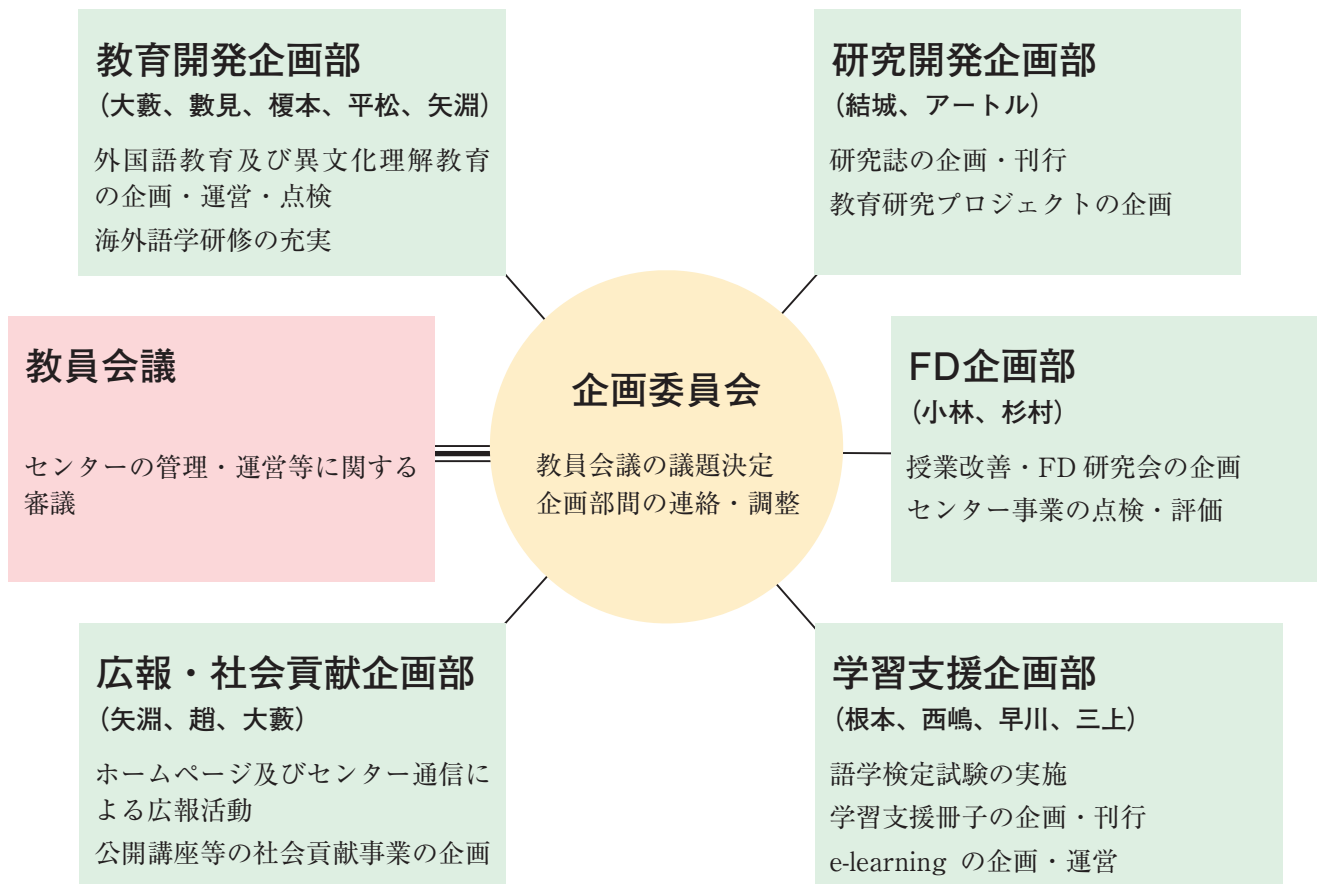 教育開発企画部
（大藪、數見、榎本、平松、矢淵）
外国語教育及び異文化理解教育
の企画・運営・点検
海外語学研修の充実
研究開発企画部
（結城、アートル）
研究誌の企画・刊行
教育研究プロジェクトの企画
教員会議
センターの管理・運営等に関する
審議
企画委員会
教員会議の議題決定
企画部間の連絡・調整
FD企画部
（小林、杉村）
授業改善・FD 研究会の企画
センター事業の点検・評価
広報・社会貢献企画部
（矢淵、趙、大藪）
ホームページ及びセンター通信に
よる広報活動
公開講座等の社会貢献事業の企画
学習支援企画部
（根本、西嶋、早川、三上）
語学検定試験の実施
学習支援冊子の企画・刊行
e-learning の企画・運営